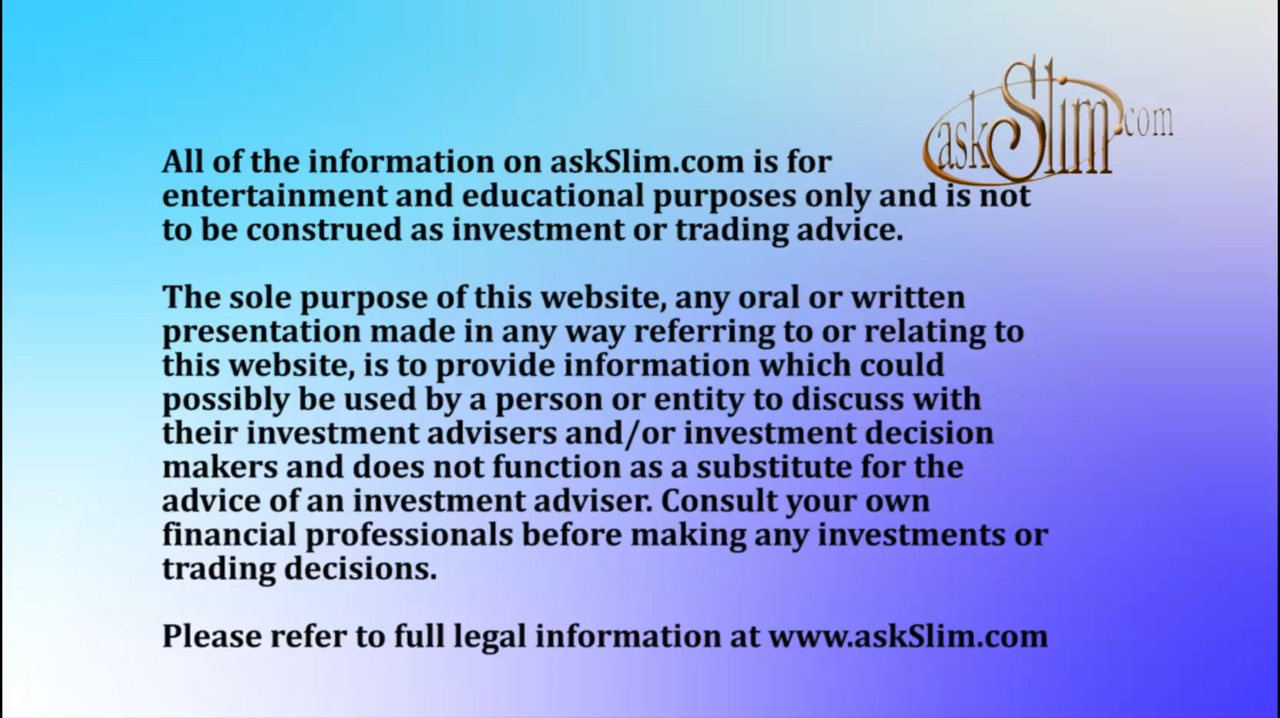 askSlim.com
All of the information on askSlim.com is for
entertainment and educational purposes only and is not
to be construed as investment or trading advice.
The sole purpose of this website, any oral or written
presentation made in any way referring to or relating to
this website, is to provide information which could
possibly be used by a person or entity to discuss with
their investment advisers and/or investment decision
makers and does not function as a substitute for the
advice of an investment adviser. Consult your own
financial professionals before making any investments or
trading decisions.
Please refer to full legal information at www.askSlim.com